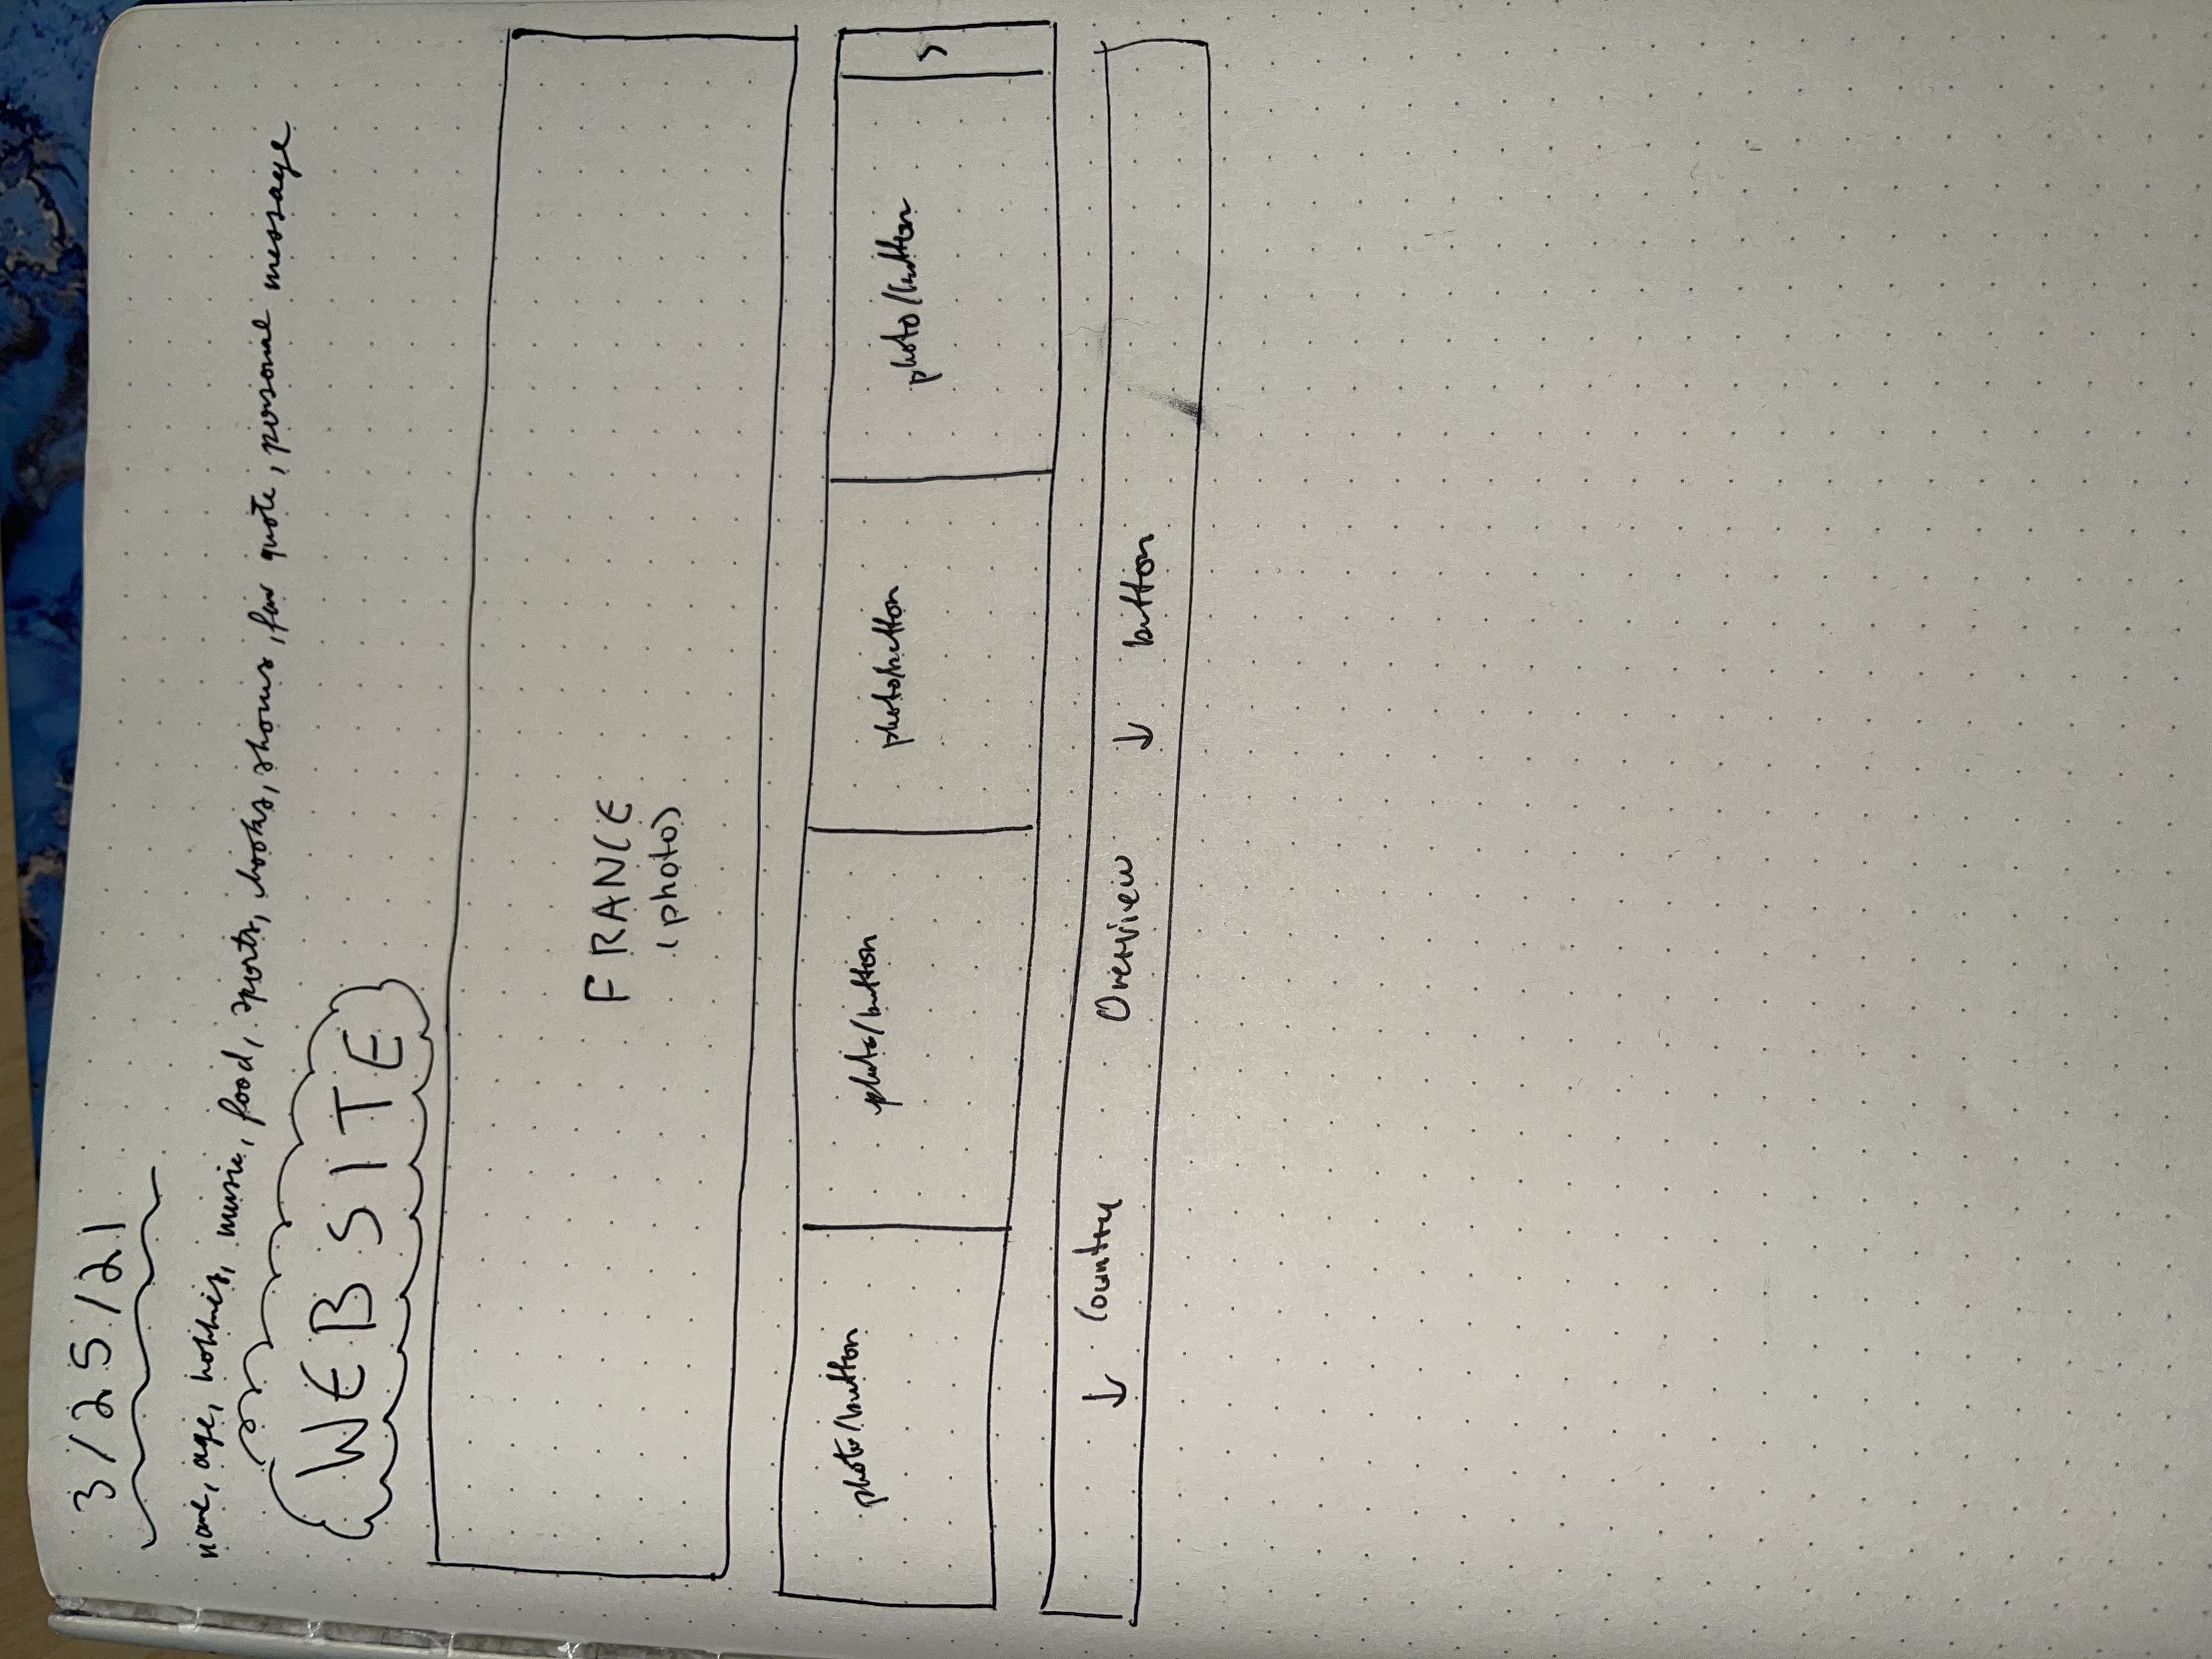 3/25/21
name, age, hobbies, music, food, sports, books, shows, fav quote, personal message
WEBSITE
FRANCE
(photo)
photo/button photo/button photo/button photo/button >
↓ Country Overview ↓ button